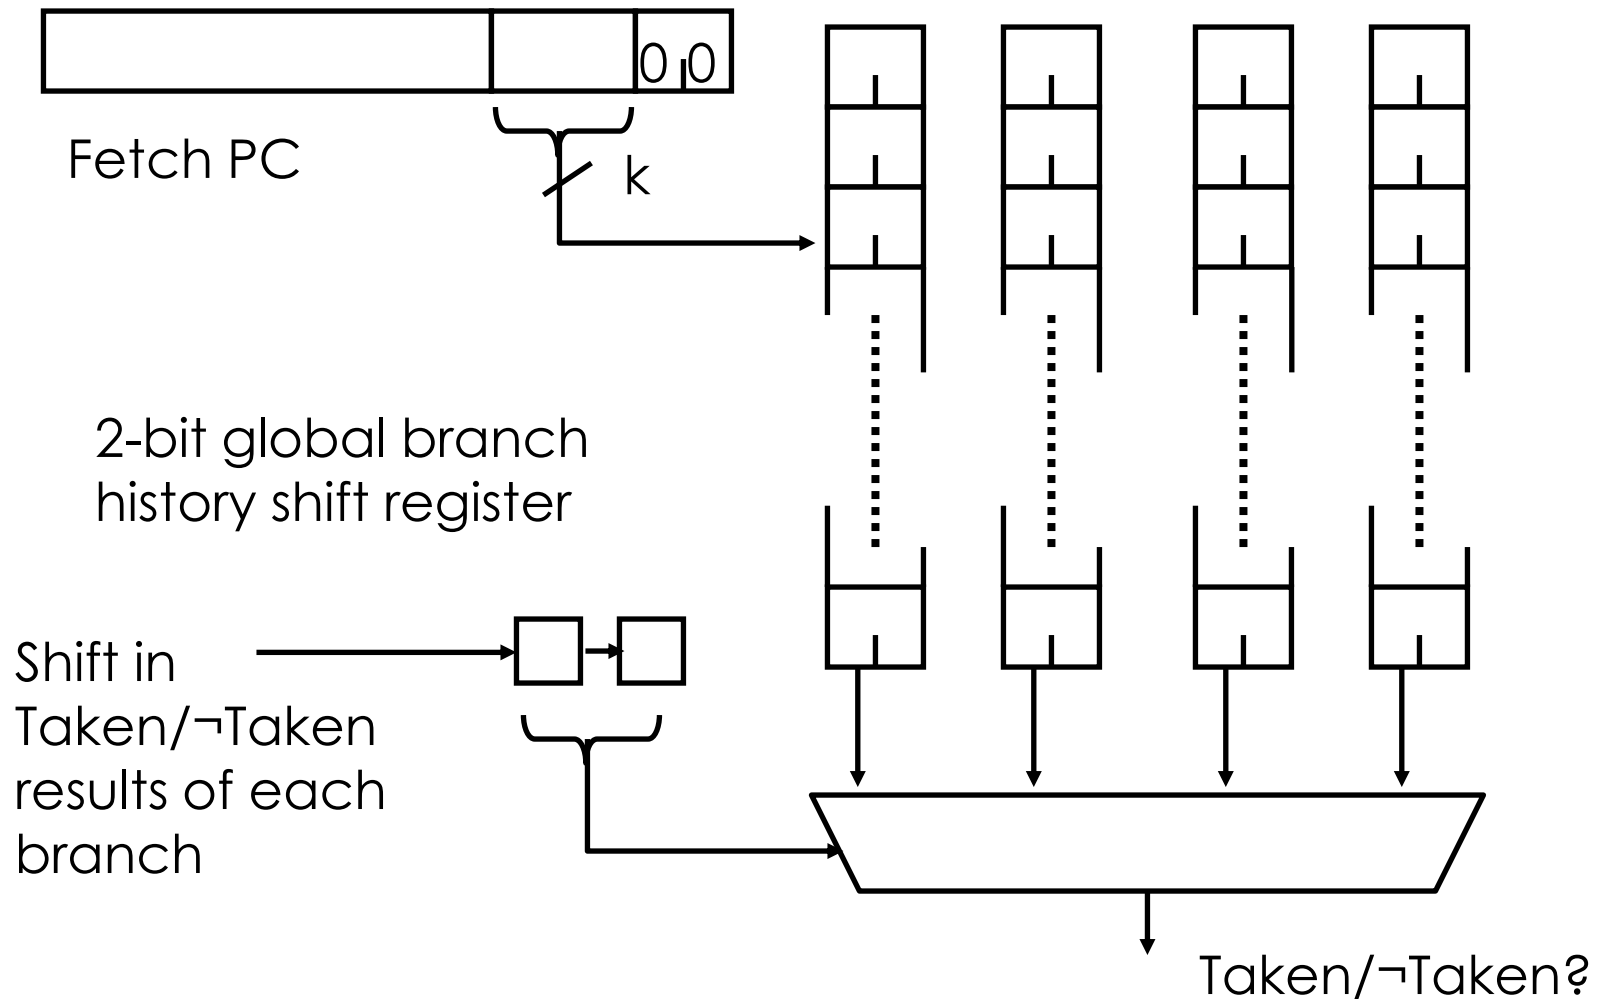 0 0
Fetch PC
k
2-bit global branch
history shift register
Shift in
Taken/¬Taken
results of each
branch
Taken/¬Taken?